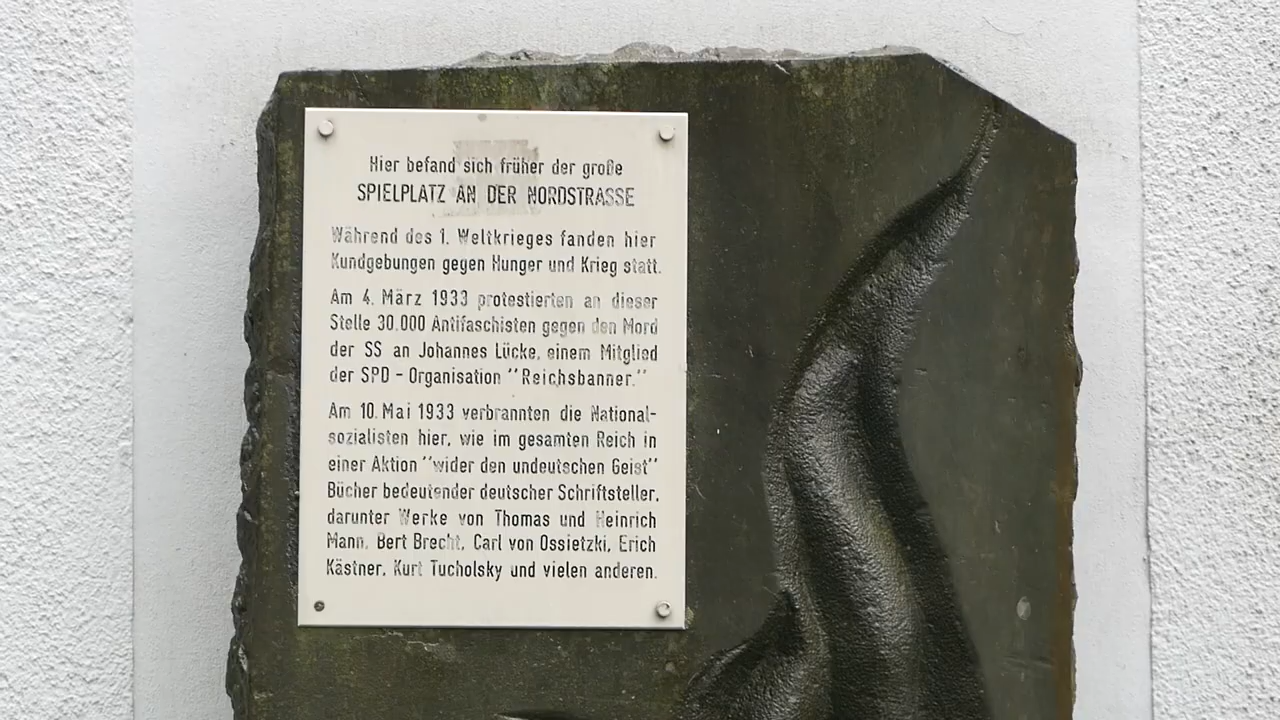 Hier befand sich früher der große
SPIELPLATZ AN DER NORDSTRASSE
Während des 1. Weltkrieges fanden hier
Kundgebungen gegen Hunger und Krieg statt.
Am 4. März 1933 protestierten an dieser
Stelle 30.000 Antifaschisten gegen den Mord
der SS an Johannes Lücke, einem Mitglied
der SPD - Organisation "Reichsbanner."
Am 10. Mai 1933 verbrannten die National-
sozialisten hier, wie im gesamten Reich in
einer Aktion "wider den undeutschen Geist"
Bücher bedeutender deutscher Schriftsteller,
darunter Werke von Thomas und Heinrich
Mann, Bert Brecht, Carl von Ossietzki, Erich
Kästner, Kurt Tucholsky und vielen anderen.